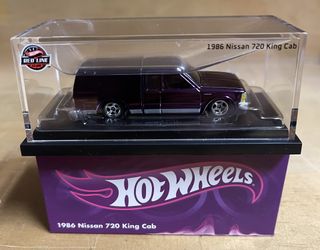 RED LINE
1986 Nissan 720 King Cab
HOT WHEELS
1986 Nissan 720 King Cab